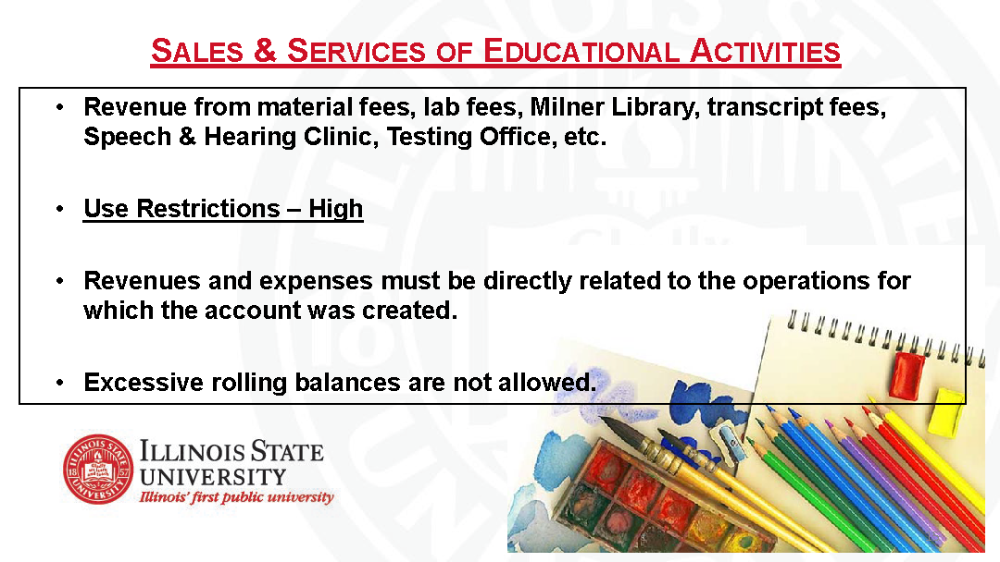 SALES & SERVICES OF EDUCATIONAL ACTIVITIES
• Revenue from material fees, lab fees, Milner Library, transcript fees,
Speech & Hearing Clinic, Testing Office, etc.
• Use Restrictions – High
• Revenues and expenses must be directly related to the operations for
which the account was created.
• Excessive rolling balances are not allowed.
ILLINOIS STATE
UNIVERSITY
Illinois' first public university
ILLINOIS STATE UNIVERSITY
18 57